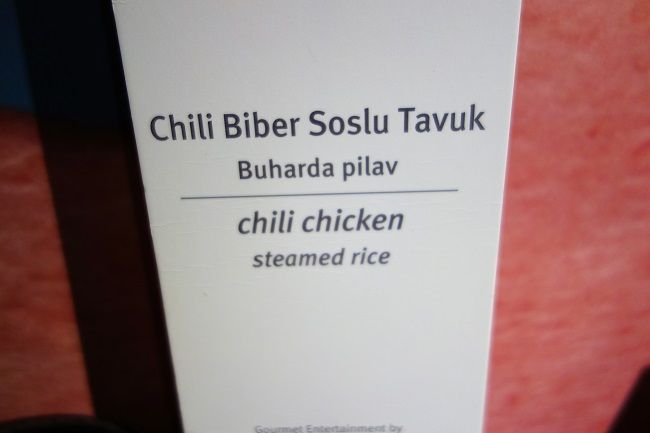 Chili Biber Soslu Tavuk
Buharda pilav
chili chicken
steamed rice
Gourmet Entertainment by